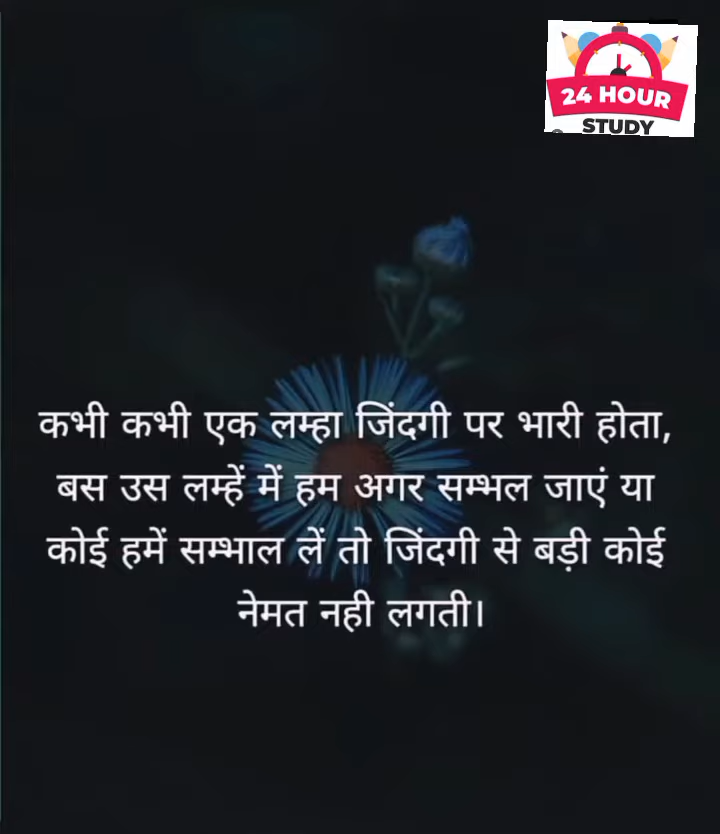 24 HOUR
STUDY
कभी कभी एक लम्हा जिंदगी पर भारी होता,
बस उस लम्हें में हम अगर सम्भल जाएं या
कोई हमें सम्भाल लें तो जिंदगी से बड़ी कोई
नेमत नही लगती।